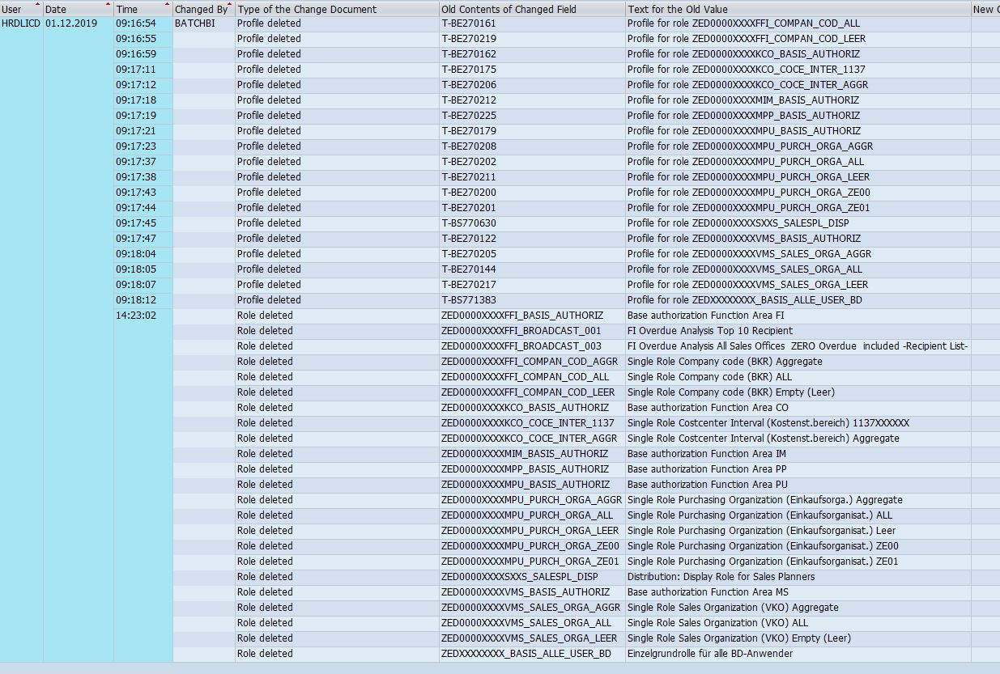 User Date Time Changed By Type of the Change Document Old Contents of Changed Field Text for the Old Value New
HRDLICD 01.12.2019 09:16:54 BATCHBI Profile deleted T-BE270161 Profile for role ZED0000XXXXFFI_COMPAN_COD_ALL
09:16:55 Profile deleted T-BE270219 Profile for role ZED0000XXXXFFI_COMPAN_COD_LEER
09:16:59 Profile deleted T-BE270162 Profile for role ZED0000XXXXKCO_BASIS_AUTHORIZ
09:17:11 Profile deleted T-BE270175 Profile for role ZED0000XXXXKCO_COCE_INTER_1137
09:17:12 Profile deleted T-BE270206 Profile for role ZED0000XXXXKCO_COCE_INTER_AGGR
09:17:18 Profile deleted T-BE270212 Profile for role ZED0000XXXXMIM_BASIS_AUTHORIZ
09:17:19 Profile deleted T-BE270225 Profile for role ZED0000XXXXMPP_BASIS_AUTHORIZ
09:17:21 Profile deleted T-BE270179 Profile for role ZED0000XXXXMPU_BASIS_AUTHORIZ
09:17:23 Profile deleted T-BE270208 Profile for role ZED0000XXXXMPU_PURCH_ORGA_AGGR
09:17:37 Profile deleted T-BE270202 Profile for role ZED0000XXXXMPU_PURCH_ORGA_ALL
09:17:38 Profile deleted T-BE270211 Profile for role ZED0000XXXXMPU_PURCH_ORGA_LEER
09:17:43 Profile deleted T-BE270200 Profile for role ZED0000XXXXMPU_PURCH_ORGA_ZE00
09:17:44 Profile deleted T-BE270201 Profile for role ZED0000XXXXMPU_PURCH_ORGA_ZE01
09:17:45 Profile deleted T-BS770630 Profile for role ZED0000XXXXSXXS_SALESPL_DISP
09:17:47 Profile deleted T-BE270122 Profile for role ZED0000XXXXVMS_BASIS_AUTHORIZ
09:18:04 Profile deleted T-BE270205 Profile for role ZED0000XXXXVMS_SALES_ORGA_AGGR
09:18:05 Profile deleted T-BE270144 Profile for role ZED0000XXXXVMS_SALES_ORGA_ALL
09:18:07 Profile deleted T-BE270217 Profile for role ZED0000XXXXVMS_SALES_ORGA_LEER
09:18:12 Profile deleted T-BS771383 Profile for role ZEDXXXXXXXX_BASIS_ALLE_USER_BD
14:23:02 Role deleted ZED0000XXXXFFI_BASIS_AUTHORIZ Base authorization Function Area FI
Role deleted ZED0000XXXXFFI_BROADCAST_001 FI Overdue Analysis Top 10 Recipient
Role deleted ZED0000XXXXFFI_BROADCAST_003 FI Overdue Analysis All Sales Offices ZERO Overdue included -Recipient List-
Role deleted ZED0000XXXXFFI_COMPAN_COD_AGGR Single Role Company code (BKR) Aggregate
Role deleted ZED0000XXXXFFI_COMPAN_COD_ALL Single Role Company code (BKR) ALL
Role deleted ZED0000XXXXFFI_COMPAN_COD_LEER Single Role Company code (BKR) Empty (Leer)
Role deleted ZED0000XXXXKCO_BASIS_AUTHORIZ Base authorization Function Area CO
Role deleted ZED0000XXXXKCO_COCE_INTER_1137 Single Role Costcenter Interval (Kostenst.bereich) 1137XXXXXX
Role deleted ZED0000XXXXKCO_COCE_INTER_AGGR Single Role Costcenter Interval (Kostenst.bereich) Aggregate
Role deleted ZED0000XXXXMIM_BASIS_AUTHORIZ Base authorization Function Area IM
Role deleted ZED0000XXXXMPP_BASIS_AUTHORIZ Base authorization Function Area PP
Role deleted ZED0000XXXXMPU_BASIS_AUTHORIZ Base authorization Function Area PU
Role deleted ZED0000XXXXMPU_PURCH_ORGA_AGGR Single Role Purchasing Organization (Einkaufsorga.) Aggregate
Role deleted ZED0000XXXXMPU_PURCH_ORGA_ALL Single Role Purchasing Organization (Einkaufsorganisat.) ALL
Role deleted ZED0000XXXXMPU_PURCH_ORGA_LEER Single Role Purchasing Organization (Einkaufsorganisat.) Leer
Role deleted ZED0000XXXXMPU_PURCH_ORGA_ZE00 Single Role Purchasing Organization (Einkaufsorganisat.) ZE00
Role deleted ZED0000XXXXMPU_PURCH_ORGA_ZE01 Single Role Purchasing Organization (Einkaufsorganisat.) ZE01
Role deleted ZED0000XXXXSXXS_SALESPL_DISP Distribution: Display Role for Sales Planners
Role deleted ZED0000XXXXVMS_BASIS_AUTHORIZ Base authorization Function Area MS
Role deleted ZED0000XXXXVMS_SALES_ORGA_AGGR Single Role Sales Organization (VKO) Aggregate
Role deleted ZED0000XXXXVMS_SALES_ORGA_ALL Single Role Sales Organization (VKO) ALL
Role deleted ZED0000XXXXVMS_SALES_ORGA_LEER Single Role Sales Organization (VKO) Empty (Leer)
Role deleted ZEDXXXXXXXX_BASIS_ALLE_USER_BD Einzelgrundrolle für alle BD-Anwender